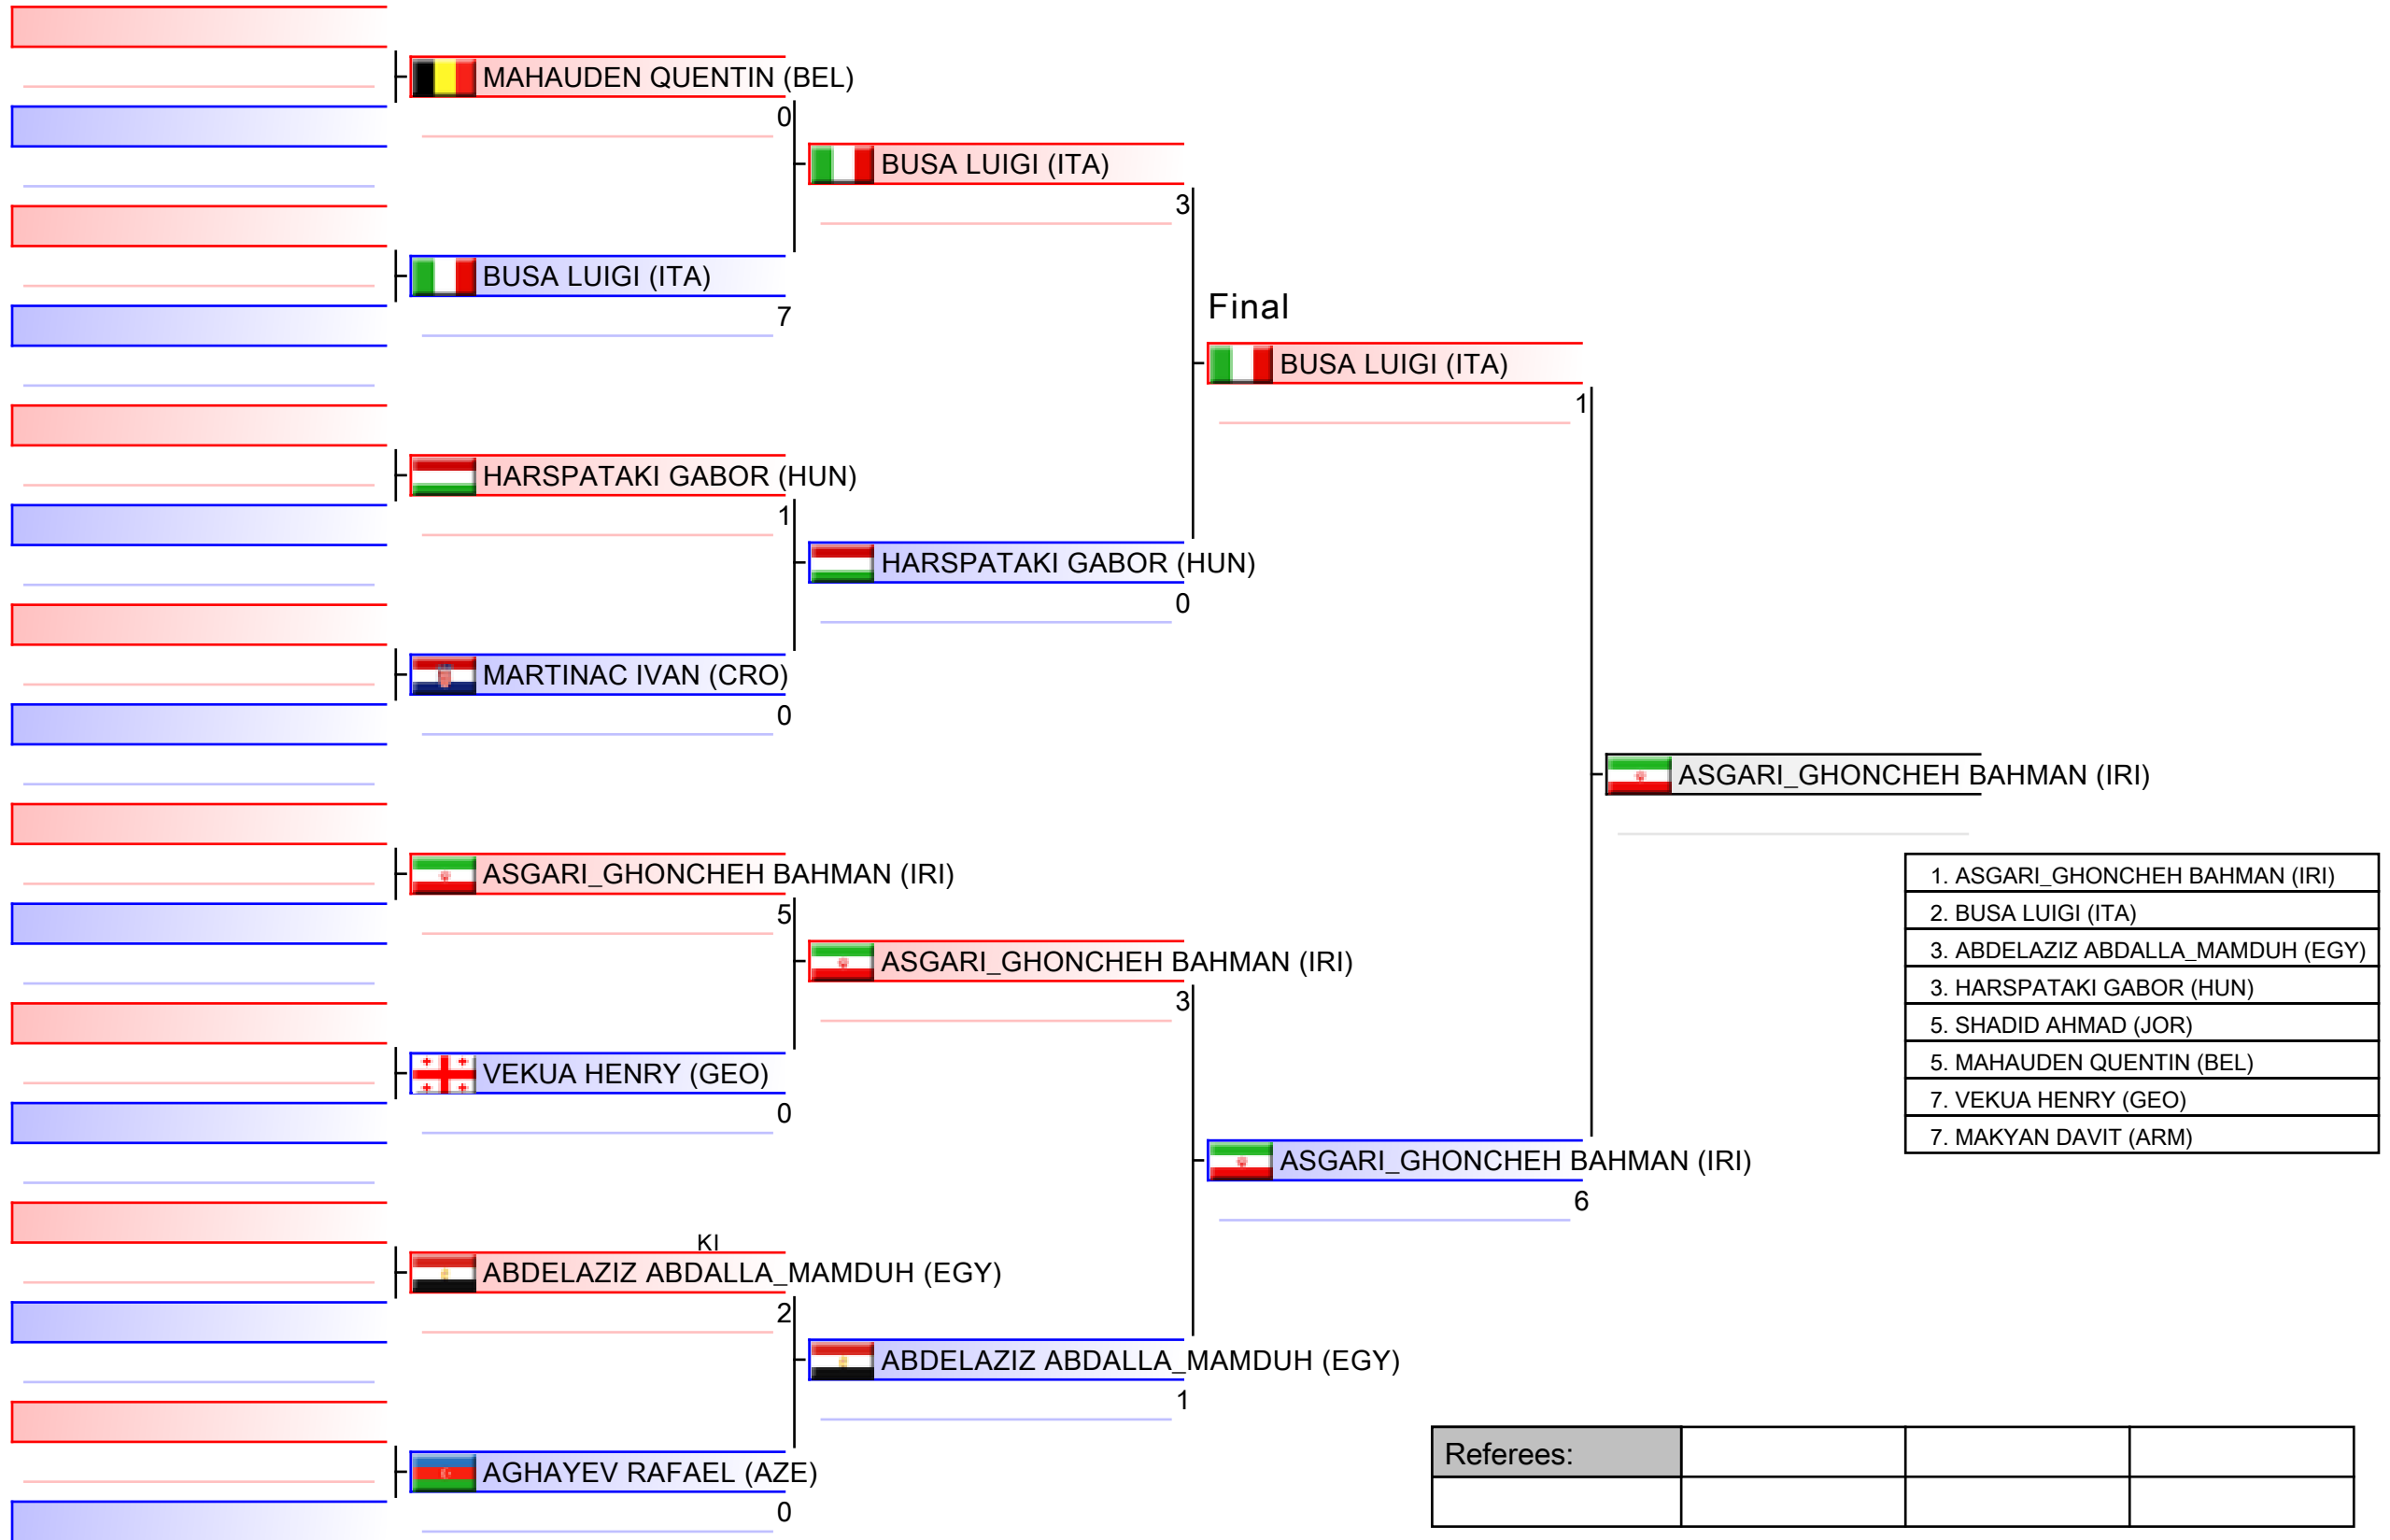 MAHAUDEN QUENTIN (BEL)
0
BUSA LUIGI (ITA)
3
BUSA LUIGI (ITA)
7
Final
BUSA LUIGI (ITA)
1
HARSPATAKI GABOR (HUN)
1
HARSPATAKI GABOR (HUN)
0
MARTINAC IVAN (CRO)
0
ASGARI_GHONCHEH BAHMAN (IRI)
ASGARI_GHONCHEH BAHMAN (IRI)
5
ASGARI_GHONCHEH BAHMAN (IRI)
3
VEKUA HENRY (GEO)
0
ASGARI_GHONCHEH BAHMAN (IRI)
6
KI
ABDELAZIZ ABDALLA_MAMDUH (EGY)
2
ABDELAZIZ ABDALLA_MAMDUH (EGY)
1
AGHAYEV RAFAEL (AZE)
0
1. ASGARI_GHONCHEH BAHMAN (IRI)
2. BUSA LUIGI (ITA)
3. ABDELAZIZ ABDALLA_MAMDUH (EGY)
3. HARSPATAKI GABOR (HUN)
5. SHADID AHMAD (JOR)
5. MAHAUDEN QUENTIN (BEL)
7. VEKUA HENRY (GEO)
7. MAKYAN DAVIT (ARM)
Referees: